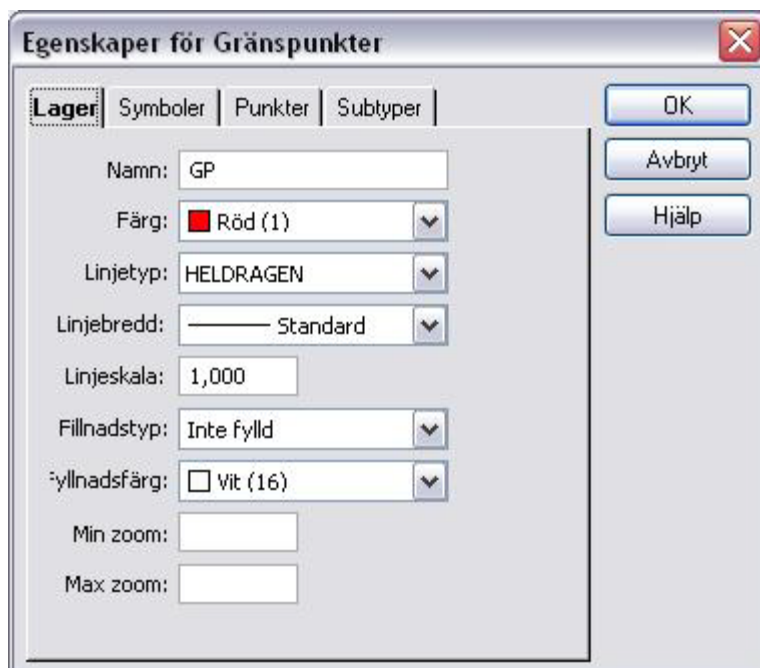 Egenskaper för Gränspunkter
Lager Symboler Punkter Subtyper
OK
Avbryt
Hjälp
Namn: GP
Färg: Röd (1)
Linjetyp: HELDRAGEN
Linjebredd: Standard
Linjeskala: 1,000
Fillnadstyp: Inte fylld
yllnadsfärg: Vit (16)
Min zoom:
Max zoom: